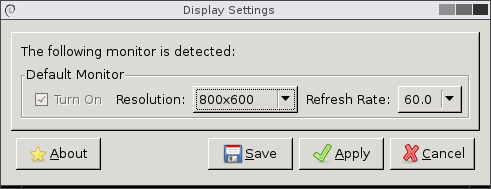 Display Settings
The following monitor is detected:
Default Monitor
Turn On Resolution: 800x600 Refresh Rate: 60.0
About Save Apply Cancel